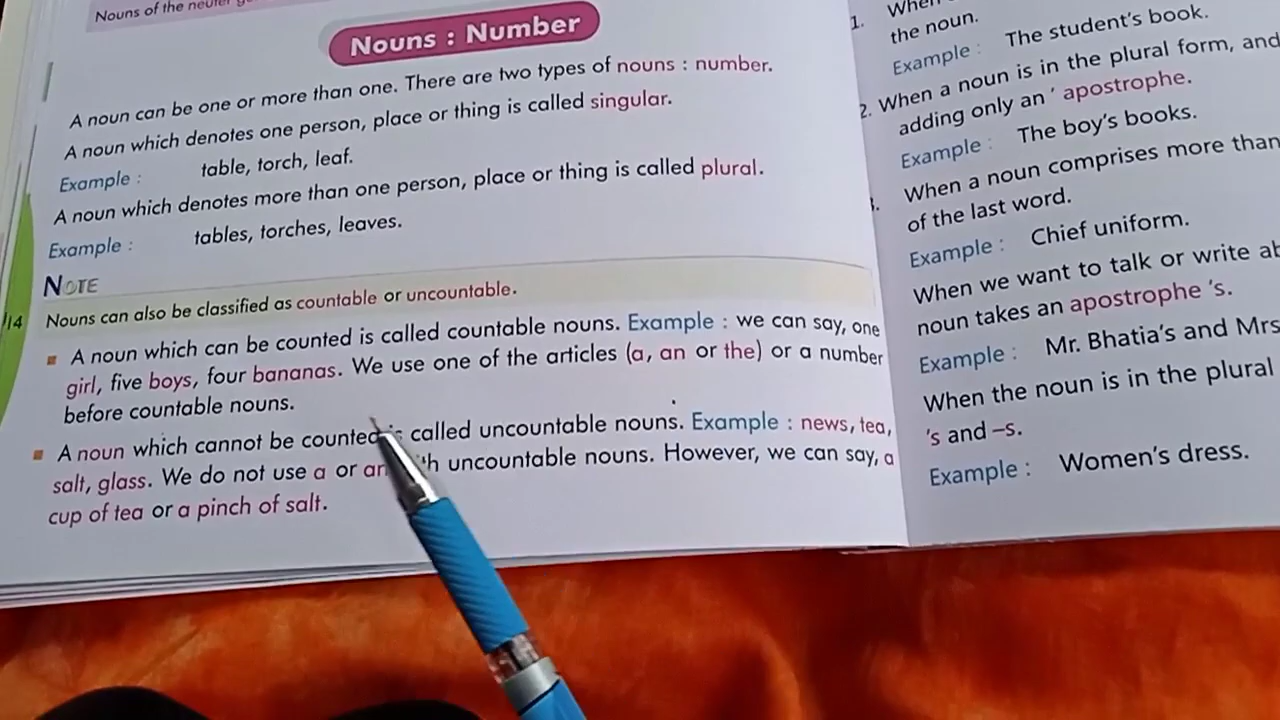 Nouns of the neuter
Nouns : Number
A noun can be one or more than one. There are two types of nouns : number.
A noun which denotes one person, place or thing is called singular.
Example : table, torch, leaf.
A noun which denotes more than one person, place or thing is called plural.
Example : tables, torches, leaves.
NOTE
Nouns can also be classified as countable or uncountable.
114
A noun which can be counted is called countable nouns. Example : we can say, one
girl, five boys, four bananas. We use one of the articles (a, an or the) or a number
before countable nouns.
A noun which cannot be counted called uncountable nouns. Example : news, tea,
salt, glass. We do not use a or an uncountable nouns. However, we can say, a
cup of tea or a pinch of salt.
1. When
the noun.
Example : The student's book.
2. When a noun is in the plural form, and
adding only an ' apostrophe.
Example : The boy's books.
3. When a noun comprises more than
of the last word.
Example : Chief uniform.
When we want to talk or write
noun takes an apostrophe 's.
Example : Mr. Bhatia's and
When the noun is in the plural
's and –s.
Example : Women's dress.